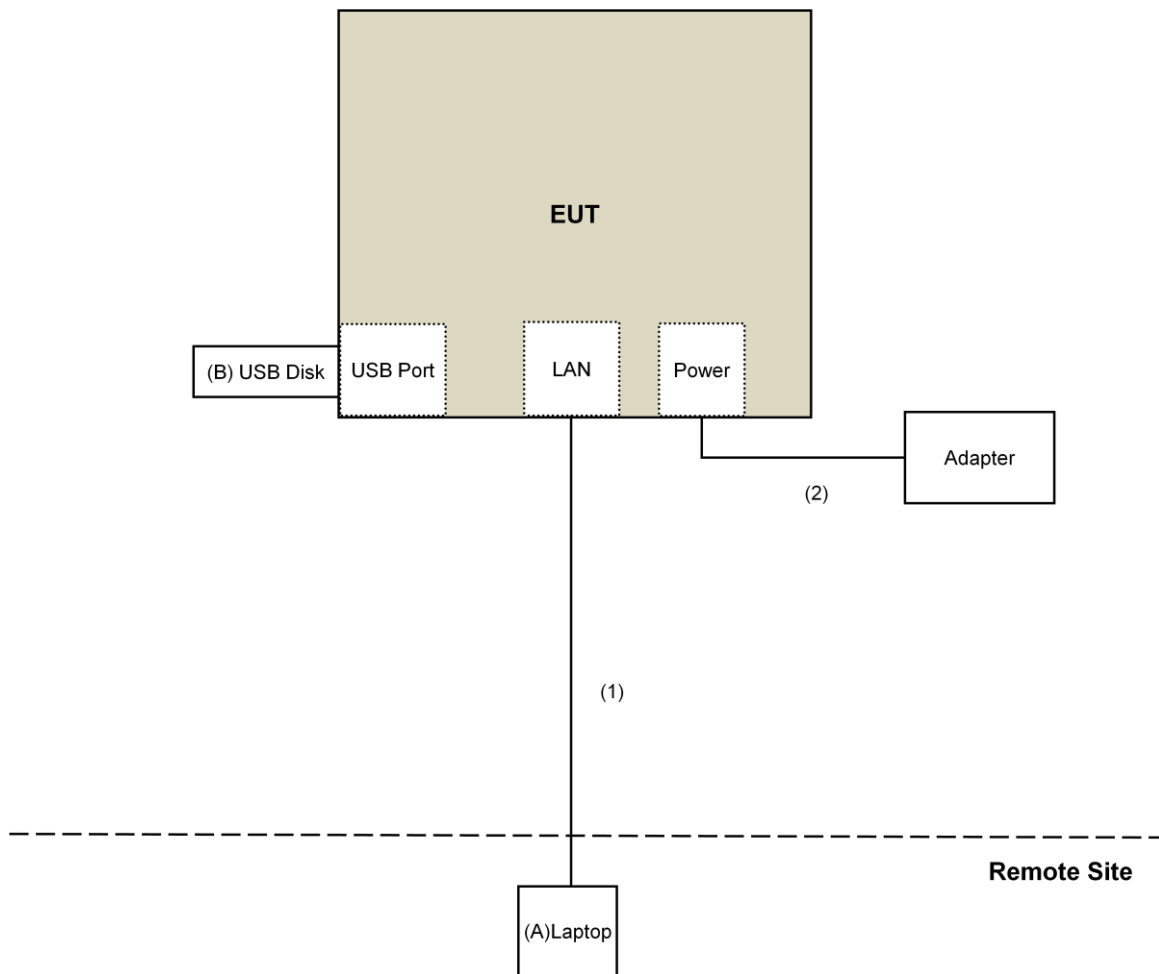 EUT
(B) USB Disk
USB Port
LAN
Power
Adapter
(2)
(1)
Remote Site
(A)Laptop